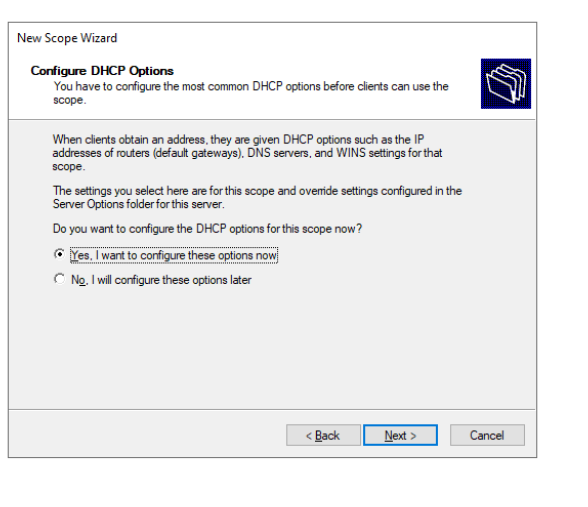 New Scope Wizard
Configure DHCP Options
You have to configure the most common DHCP options before clients can use the
scope.
When clients obtain an address, they are given DHCP options such as the IP
addresses of routers (default gateways), DNS servers, and WINS settings for that
scope.
The settings you select here are for this scope and override settings configured in the
Server Options folder for this server.
Do you want to configure the DHCP options for this scope now?
Yes, I want to configure these options now
No, I will configure these options later
< Back
Next >
Cancel